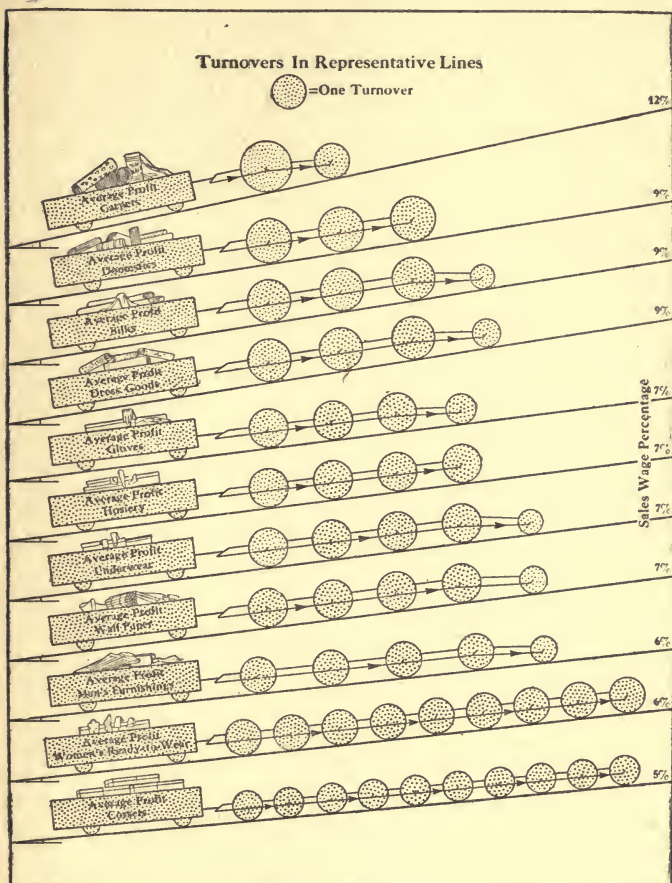 Turnovers In Representative Lines
=One Turnover
12%
Average Profit
Carpets
9%
Average Profit
Domestics
9%
Average Profit
Silks
9%
Average Profit
Dress Goods
7%
Average Profit
Gloves
7%
Average Profit
Hosiery
7%
Average Profit
Underwear
7%
Average Profit
Wall Paper
6%
Average Profit
Men's Furnishings
6%
Average Profit
Women's Ready-to-Wear
5%
Average Profit
Corsets
Sales Wage Percentage